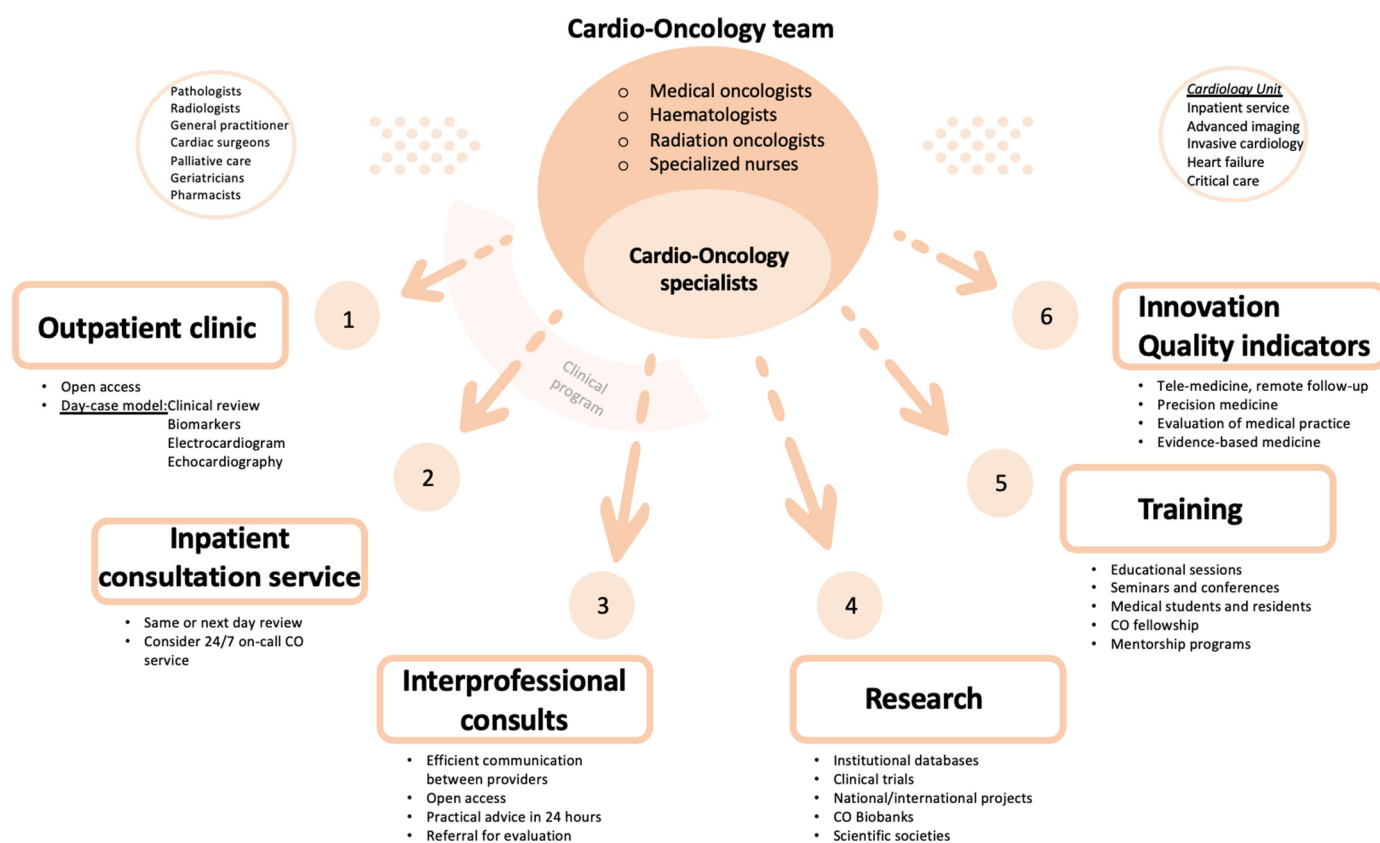 Cardio-Oncology team
Pathologists
Radiologists
General practitioner
Cardiac surgeons
Palliative care
Geriatricians
Pharmacists
o Medical oncologists
o Haematologists
o Radiation oncologists
o Specialized nurses
Cardio-Oncology
specialists
Cardiology Unit
Inpatient service
Advanced imaging
Invasive cardiology
Heart failure
Critical care
Clinical
program
1
Outpatient clinic
• Open access
• Day-case model:Clinical review
Biomarkers
Electrocardiogram
Echocardiography
2
Inpatient
consultation service
• Same or next day review
• Consider 24/7 on-call CO
service
3
Interprofessional
consults
• Efficient communication
between providers
• Open access
• Practical advice in 24 hours
• Referral for evaluation
4
Research
• Institutional databases
• Clinical trials
• National/international projects
• CO Biobanks
• Scientific societies
5
Training
• Educational sessions
• Seminars and conferences
• Medical students and residents
• CO fellowship
• Mentorship programs
6
Innovation
Quality indicators
• Tele-medicine, remote follow-up
• Precision medicine
• Evaluation of medical practice
• Evidence-based medicine